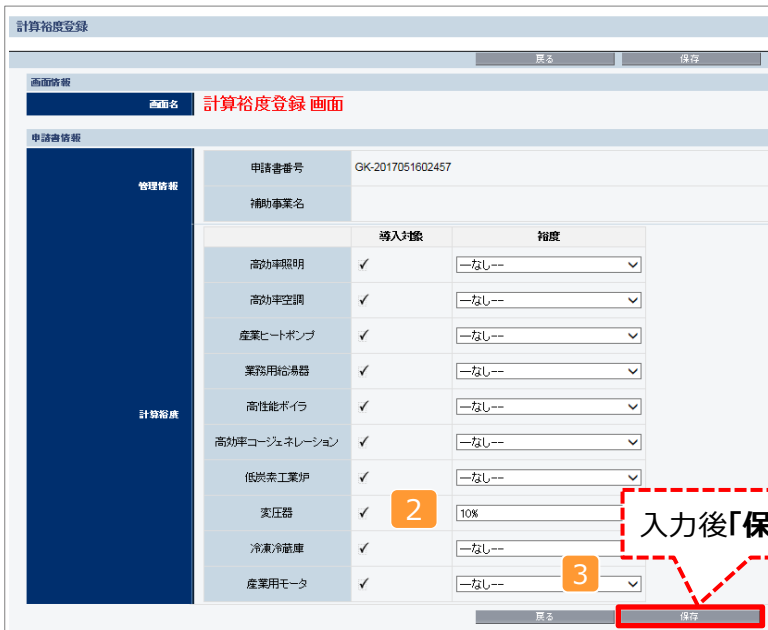 計算裕度登録
戻る 保存
画面情報
画面名 計算裕度登録 画面
申請書情報
管理情報
申請書番号 GK-2017051602457
補助事業名
計算裕度
導入対象 裕度
高効率照明 ✓ —なし--
高効率空調 ✓ —なし--
産業ヒートポンプ ✓ —なし--
業務用給湯器 ✓ —なし--
高性能ボイラ ✓ —なし--
高効率コージェネレーション ✓ —なし--
低炭素工業炉 ✓ —なし--
変圧器 ✓ 2 10%
入力後「保
冷凍冷蔵庫 ✓ —なし--
産業用モータ ✓ —なし-- 3
戻る 保存